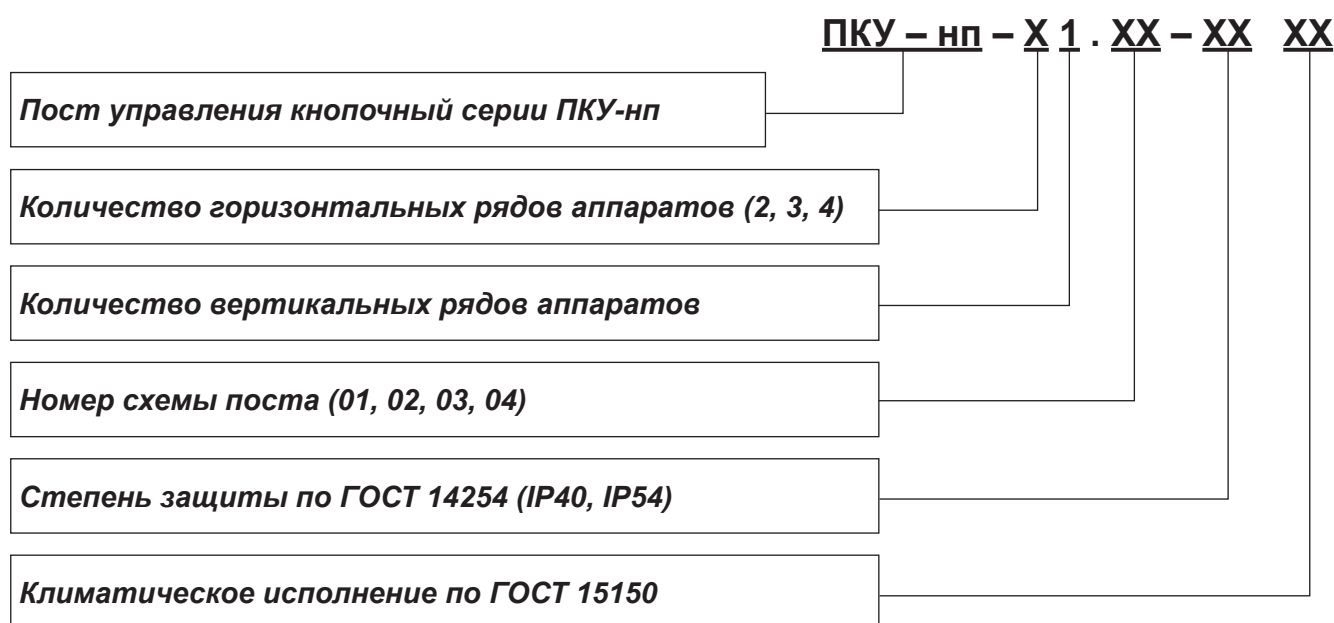 ПКУ – нп – Х 1 . ХХ – ХХ ХХ
Пост управления кнопочный серии ПКУ-нп
Количество горизонтальных рядов аппаратов (2, 3, 4)
Количество вертикальных рядов аппаратов
Номер схемы поста (01, 02, 03, 04)
Степень защиты по ГОСТ 14254 (IP40, IP54)
Климатическое исполнение по ГОСТ 15150